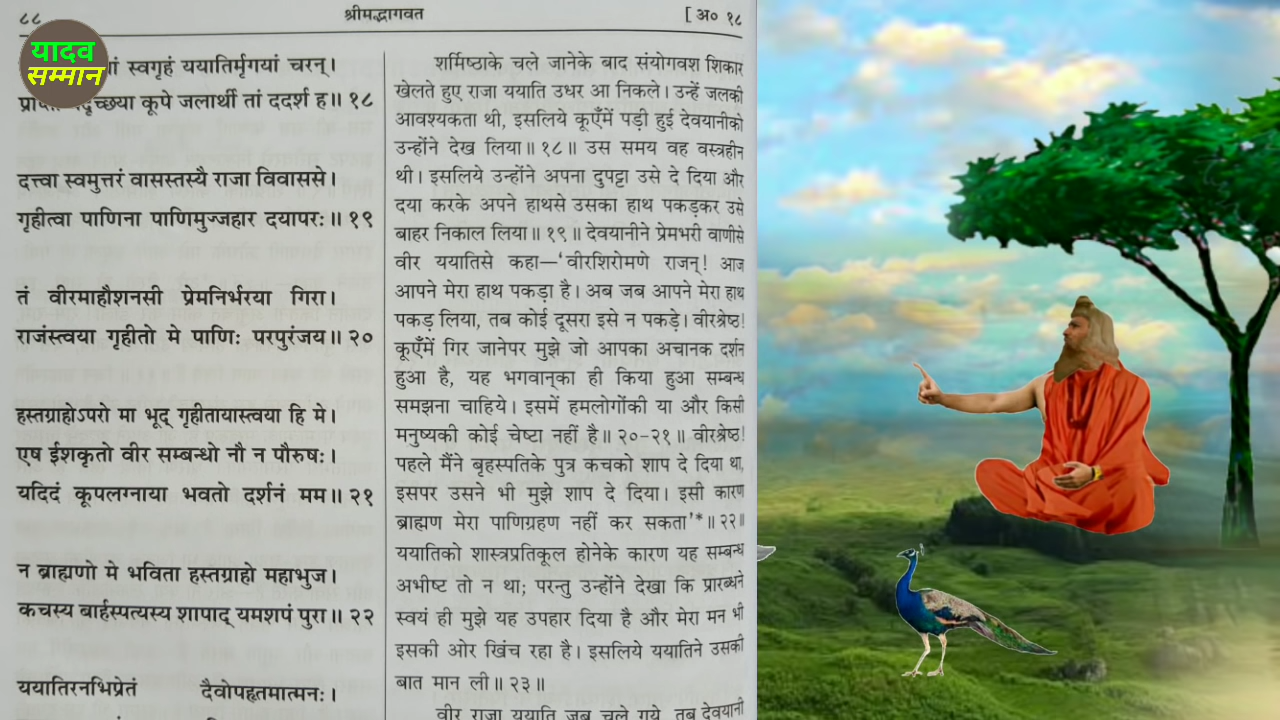 ८८
श्रीमद्भागवत
[ अ० १८
यादव
सम्मान
स्वगृहं ययातिर्मृगयां चरन्।
कूपे जलार्थी तां ददर्श ह॥ १८
दत्त्वा स्वमुत्तरं वासस्तस्यै राजा विवाससे।
गृहीत्वा पाणिना पाणिमुज्जहार दयापरः॥ १९
तं वीरमाहौशनसी प्रेमनिर्भरया गिरा।
राजंस्त्वया गृहीतो मे पाणिः परपुरंजय॥ २०
हस्तग्राहोऽपरो मा भूद् गृहीतायास्त्वया हि मे।
एष ईशकृतो वीर सम्बन्धो नौ न पौरुषः।
यदिदं कूपलग्नाया भवतो दर्शनं मम॥ २१
न ब्राह्मणो मे भविता हस्तग्राहो महाभुज।
कचस्य बार्हस्पत्यस्य शापाद् यमशपं पुरा॥ २२
ययातिरनभिप्रेतं दैवोपहृतमात्मनः।
शर्मिष्ठाके चले जानेके बाद संयोगवश शिकार
खेलते हुए राजा ययाति उधर आ निकले। उन्हें जलकी
आवश्यकता थी, इसलिये कूएँमें पड़ी हुई देवयानीको
उन्होंने देख लिया॥ १८॥ उस समय वह वस्त्रहीन
थी। इसलिये उन्होंने अपना दुपट्टा उसे दे दिया और
दया करके अपने हाथसे उसका हाथ पकड़कर उसे
बाहर निकाल लिया॥ १९॥ देवयानीने प्रेमभरी वाणीसे
वीर ययातिसे कहा—‘वीरशिरोमणे राजन्! आज
आपने मेरा हाथ पकड़ा है। अब जब आपने मेरा हाथ
पकड़ लिया, तब कोई दूसरा इसे न पकड़े। वीरश्रेष्ठ!
कूएँमें गिर जानेपर मुझे जो आपका अचानक दर्शन
हुआ है, यह भगवान्‌का ही किया हुआ सम्बन्ध
समझना चाहिये। इसमें हमलोगोंकी या और किसी
मनुष्यकी कोई चेष्टा नहीं है॥ २०-२१॥ वीरश्रेष्ठ!
पहले मैंने बृहस्पतिके पुत्र कचको शाप दे दिया था,
इसपर उसने भी मुझे शाप दे दिया। इसी कारण
ब्राह्मण मेरा पाणिग्रहण नहीं कर सकता’*॥ २२॥
ययातिको शास्त्रप्रतिकूल होनेके कारण यह सम्बन्ध
अभीष्ट तो न था; परन्तु उन्होंने देखा कि प्रारब्धने
स्वयं ही मुझे यह उपहार दिया है और मेरा मन भी
इसकी ओर खिंच रहा है। इसलिये ययातिने उसकी
बात मान ली॥ २३॥
वीर राजा ययाति जब चले गये, तब देवयानी